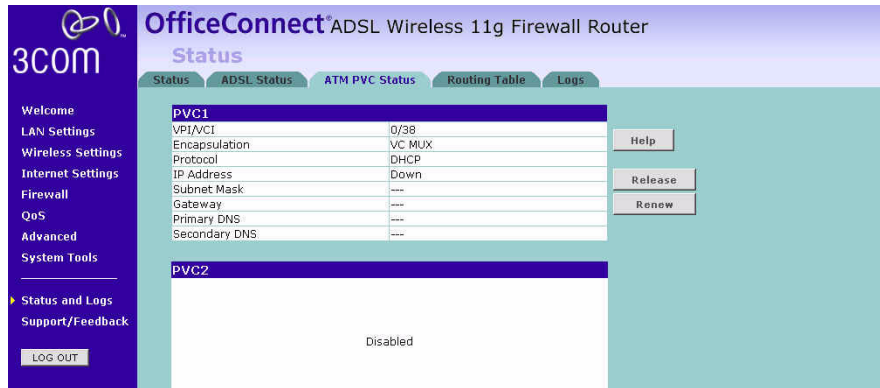 3COM
OfficeConnect®ADSL Wireless 11g Firewall Router
Status
Status ADSL Status ATM PVC Status Routing Table Logs
Welcome
LAN Settings
Wireless Settings
Internet Settings
Firewall
QoS
Advanced
System Tools
Status and Logs
Support/Feedback
LOG OUT
PVC1
VPI/VCI 0/38
Encapsulation VC MUX
Protocol DHCP
IP Address Down
Subnet Mask ---
Gateway ---
Primary DNS ---
Secondary DNS ---
Help
Release
Renew
PVC2
Disabled